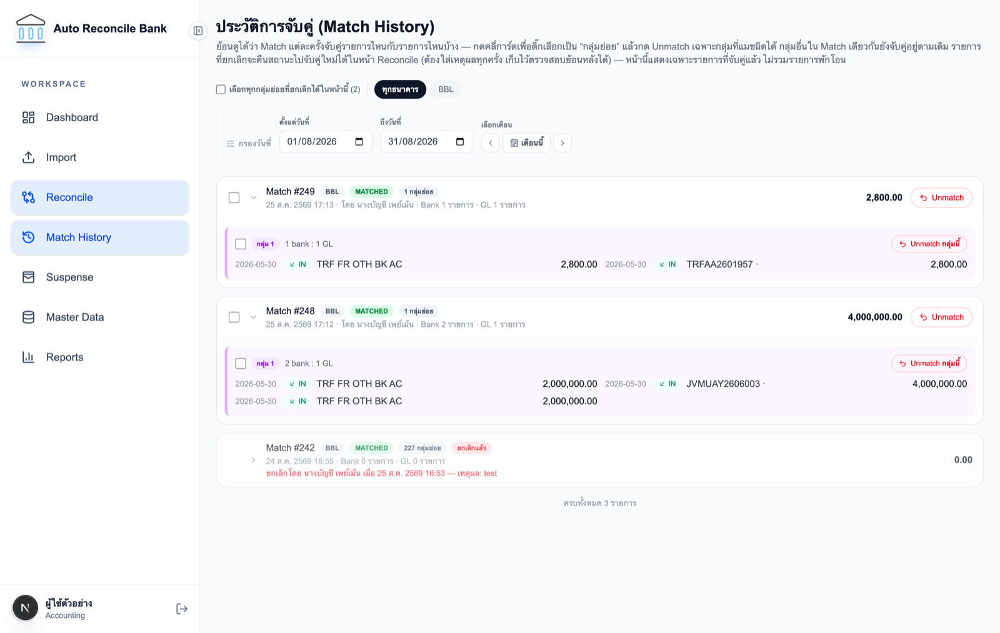 Auto Reconcile Bank
WORKSPACE
Dashboard
Import
Reconcile
Match History
Suspense
Master Data
Reports
N
ผู้ใช้ตัวอย่าง
Accounting
ประวัติการจับคู่ (Match History)
ย้อนดูได้ว่า Match แต่ละครั้งจับคู่รายการไหนกับรายการไหนบ้าง — กดคลี่การ์ดเพื่อติ๊กเลือกเป็น “กลุ่มย่อย” แล้วกด Unmatch เฉพาะกลุ่มที่แมชผิดได้ กลุ่มอื่นใน Match เดียวกันยังจับคู่อยู่ตามเดิม รายการ
ที่ยกเลิกจะคืนสถานะไปจับคู่ใหม่ได้ในหน้า Reconcile (ต้องใส่เหตุผลทุกครั้ง เก็บไว้ตรวจสอบย้อนหลังได้) — หน้านี้แสดงเฉพาะรายการที่จับคู่แล้ว ไม่รวมรายการพักโอน
เลือกทุกกลุ่มย่อยที่ยกเลิกได้ในหน้านี้ (2) ทุกธนาคาร BBL
กรองวันที่ ตั้งแต่วันที่ ถึงวันที่ เลือกเดือน
01/08/2026 31/08/2026 เดือนนี้
Match #249 BBL MATCHED 1 กลุ่มย่อย 2,800.00 Unmatch
25 ส.ค. 2569 17:13 · โดย นางบัญชี เพย์เม้น · Bank 1 รายการ · GL 1 รายการ
กลุ่ม 1 1 bank : 1 GL Unmatch กลุ่มนี้
2026-05-30 IN TRF FR OTH BK AC 2,800.00 2026-05-30 IN TRFAA2601957 · 2,800.00
Match #248 BBL MATCHED 1 กลุ่มย่อย 4,000,000.00 Unmatch
25 ส.ค. 2569 17:12 · โดย นางบัญชี เพย์เม้น · Bank 2 รายการ · GL 1 รายการ
กลุ่ม 1 2 bank : 1 GL Unmatch กลุ่มนี้
2026-05-30 IN TRF FR OTH BK AC 2,000,000.00 2026-05-30 IN JVMUAY2606003 · 4,000,000.00
2026-05-30 IN TRF FR OTH BK AC 2,000,000.00
Match #242 BBL MATCHED 227 กลุ่มย่อย ยกเลิกแล้ว 0.00
24 ส.ค. 2569 18:55 · Bank 0 รายการ · GL 0 รายการ
ยกเลิกโดย นางบัญชี เพย์เม้น เมื่อ 25 ส.ค. 2569 16:53 — เหตุผล: test
ครบทั้งหมด 3 รายการ